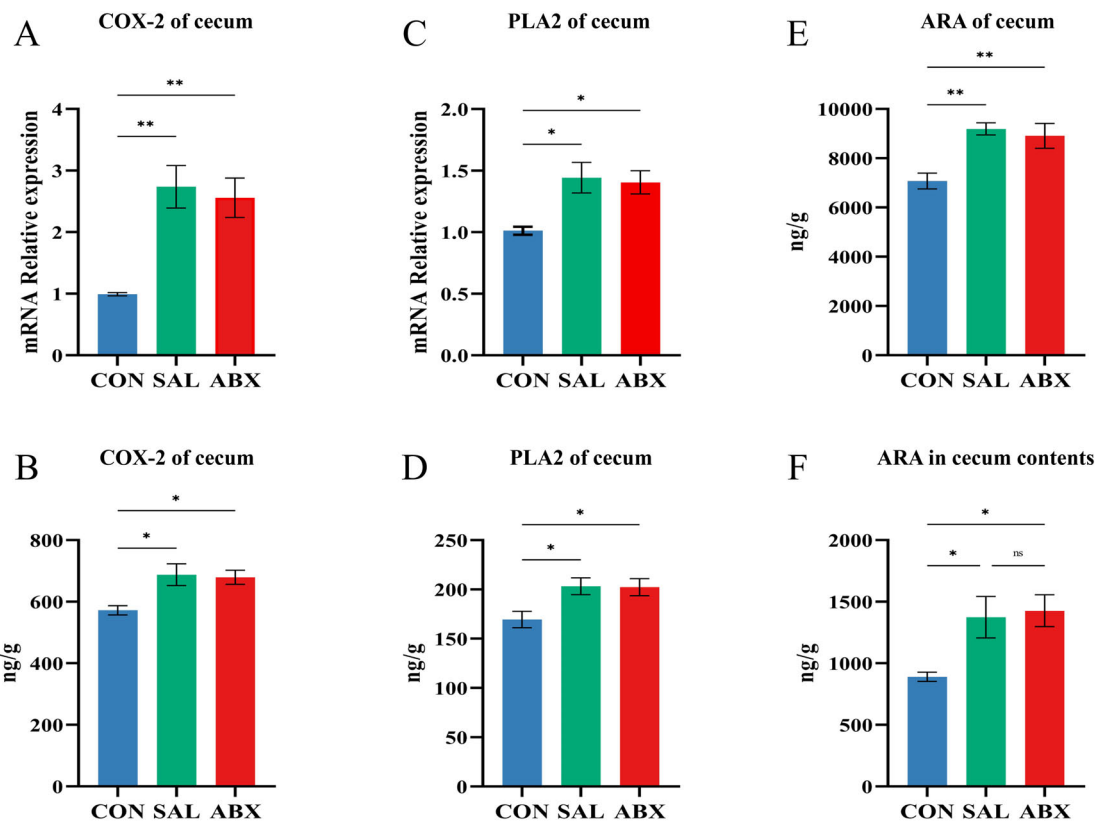 A
COX-2 of cecum
**
**
mRNA Relative expression
4
3
2
1
0
CON SAL ABX
C
PLA2 of cecum
*
*
mRNA Relative expression
2.0
1.5
1.0
0.5
0.0
CON SAL ABX
E
ARA of cecum
**
**
ng/g
10000
8000
6000
4000
2000
0
CON SAL ABX
B
COX-2 of cecum
*
*
ng/g
800
600
400
200
0
CON SAL ABX
D
PLA2 of cecum
*
*
ng/g
250
200
150
100
50
0
CON SAL ABX
F
ARA in cecum contents
*
* ns
ng/g
2000
1500
1000
500
0
CON SAL ABX